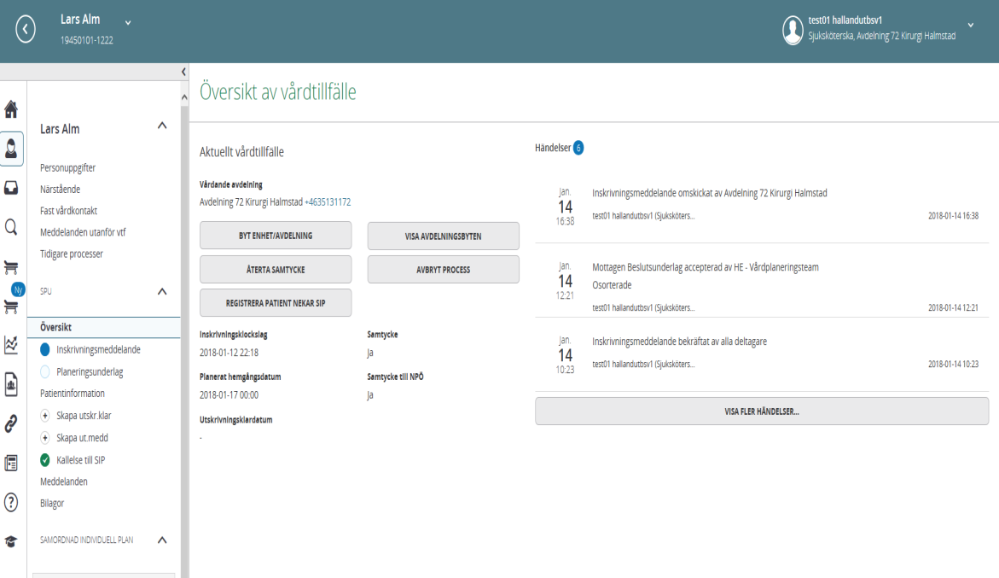 Lars Alm
19450101-1222
test01 hallandutbsv1
Sjuksköterska, Avdelning 72 Kirurgi Halmstad
Ny
Lars Alm
Personuppgifter
Närstående
Fast vårdkontakt
Meddelanden utanför vtf
Tidigare processer
SPU
Översikt
Inskrivningsmeddelande
Planeringsunderlag
Patientinformation
Skapa utskr.klar
Skapa ut.medd
Kallelse till SIP
Meddelanden
Bilagor
SAMORDNAD INDIVIDUELL PLAN
Översikt av vårdtillfälle
Aktuellt vårdtillfälle
Vårdande avdelning
Avdelning 72 Kirurgi Halmstad +4635131172
BYT ENHET/AVDELNING
VISA AVDELNINGSBYTEN
ÅTERTA SAMTYCKE
AVBRYT PROCESS
REGISTRERA PATIENT NEKAR SIP
Inskrivningsklockslag
Samtycke
2018-01-12 22:18
Ja
Planerat hemgångsdatum
Samtycke till NPÖ
2018-01-17 00:00
Ja
Utskrivningsklardatum
-
Händelser 6
Jan.
14
16:38
Inskrivningsmeddelande omskickat av Avdelning 72 Kirurgi Halmstad
test01 hallandutbsv1 (Sjuksköters...
2018-01-14 16:38
Jan.
14
12:21
Mottagen Beslutsunderlag accepterad av HE - Vårdplaneringsteam
Osorterade
test01 hallandutbsv1 (Sjuksköters...
2018-01-14 12:21
Jan.
14
10:23
Inskrivningsmeddelande bekräftat av alla deltagare
test01 hallandutbsv1 (Sjuksköters...
2018-01-14 10:23
VISA FLER HÄNDELSER...